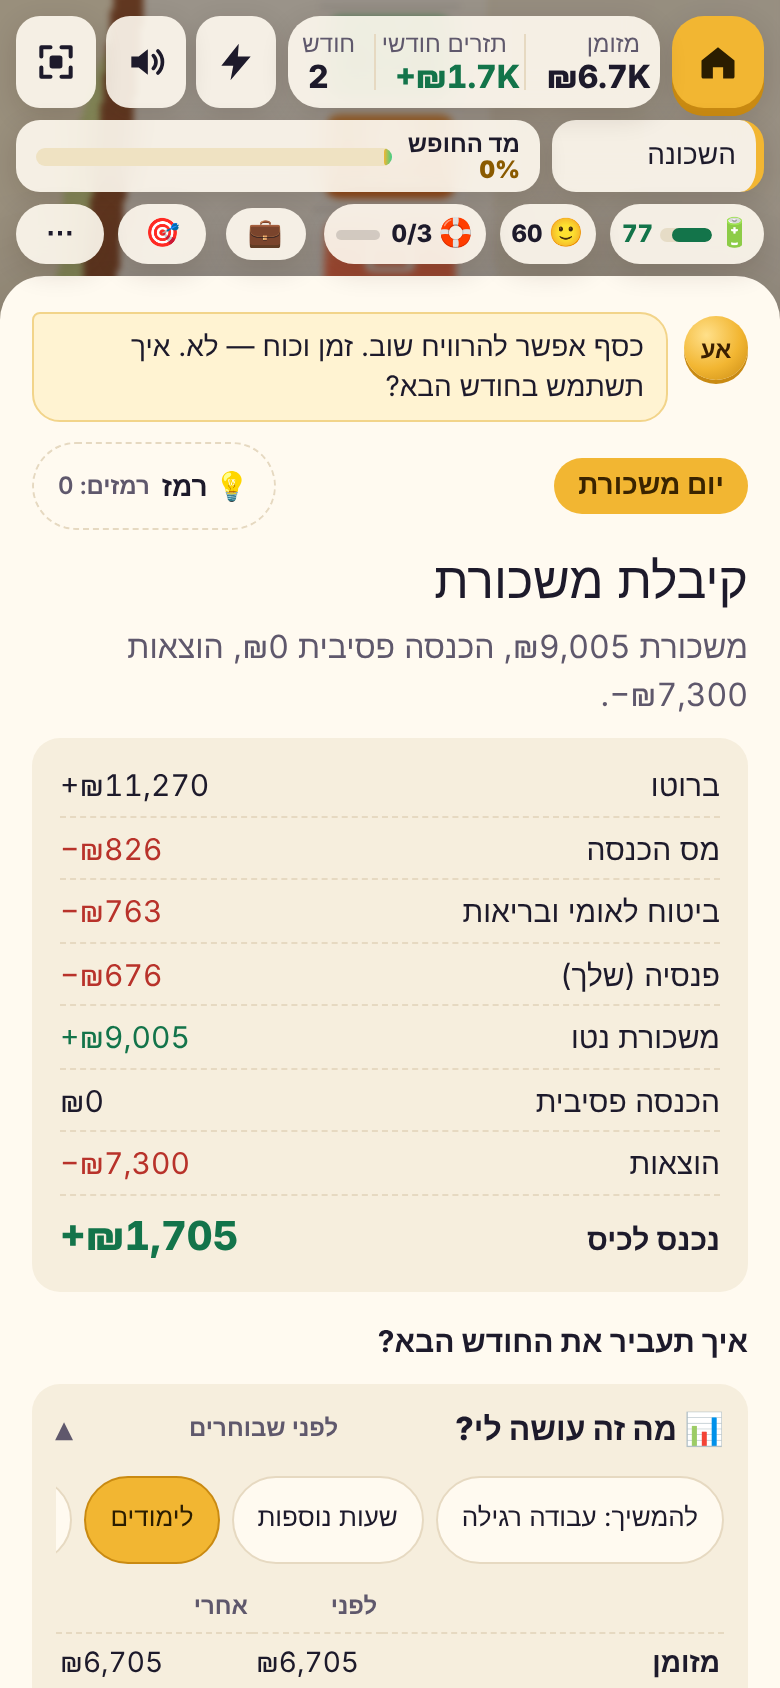 מזומן
₪6.7K
תזרים חודשי
+₪1.7K
חודש
2
השכונה
מד החופש
0%
77
60
0/3
⋯
אע
כסף אפשר להרוויח שוב. זמן וכוח — לא. איך
תשתמש בחודש הבא?
יום משכורת
רמז רמזים: 0
קיבלת משכורת
משכורת ₪9,005, הכנסה פסיבית ₪0, הוצאות
−₪7,300.
ברוטו +₪11,270
מס הכנסה −₪826
ביטוח לאומי ובריאות −₪763
פנסיה (שלך) −₪676
משכורת נטו +₪9,005
הכנסה פסיבית ₪0
הוצאות −₪7,300
נכנס לכיס +₪1,705
איך תעביר את החודש הבא?
מה זה עושה לי? לפני שבוחרים ▲
להמשיך: עבודה רגילה שעות נוספות לימודים
לפני אחרי
מזומן ₪6,705 ₪6,705